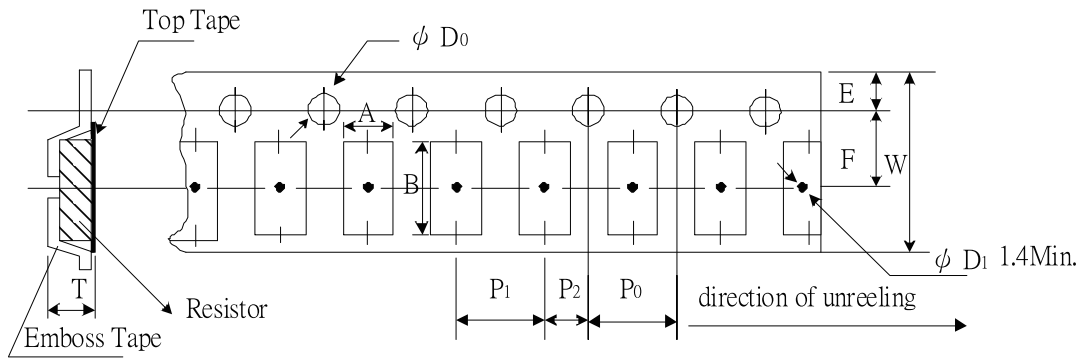 Top Tape
ϕ D0
A
E
B
F
W
ϕ D1 1.4Min.
T
P1
P2
P0
direction of unreeling
Resistor
Emboss Tape